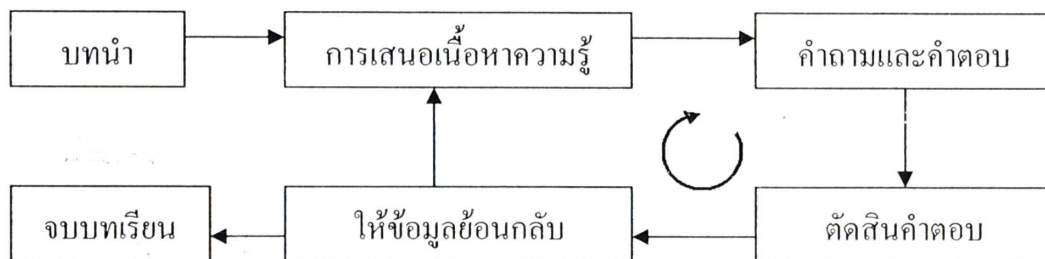 บทนำ
การเสนอเนื้อหาความรู้
คำถามและคำตอบ
จบบทเรียน
ให้ข้อมูลย้อนกลับ
ตัดสินคำตอบ